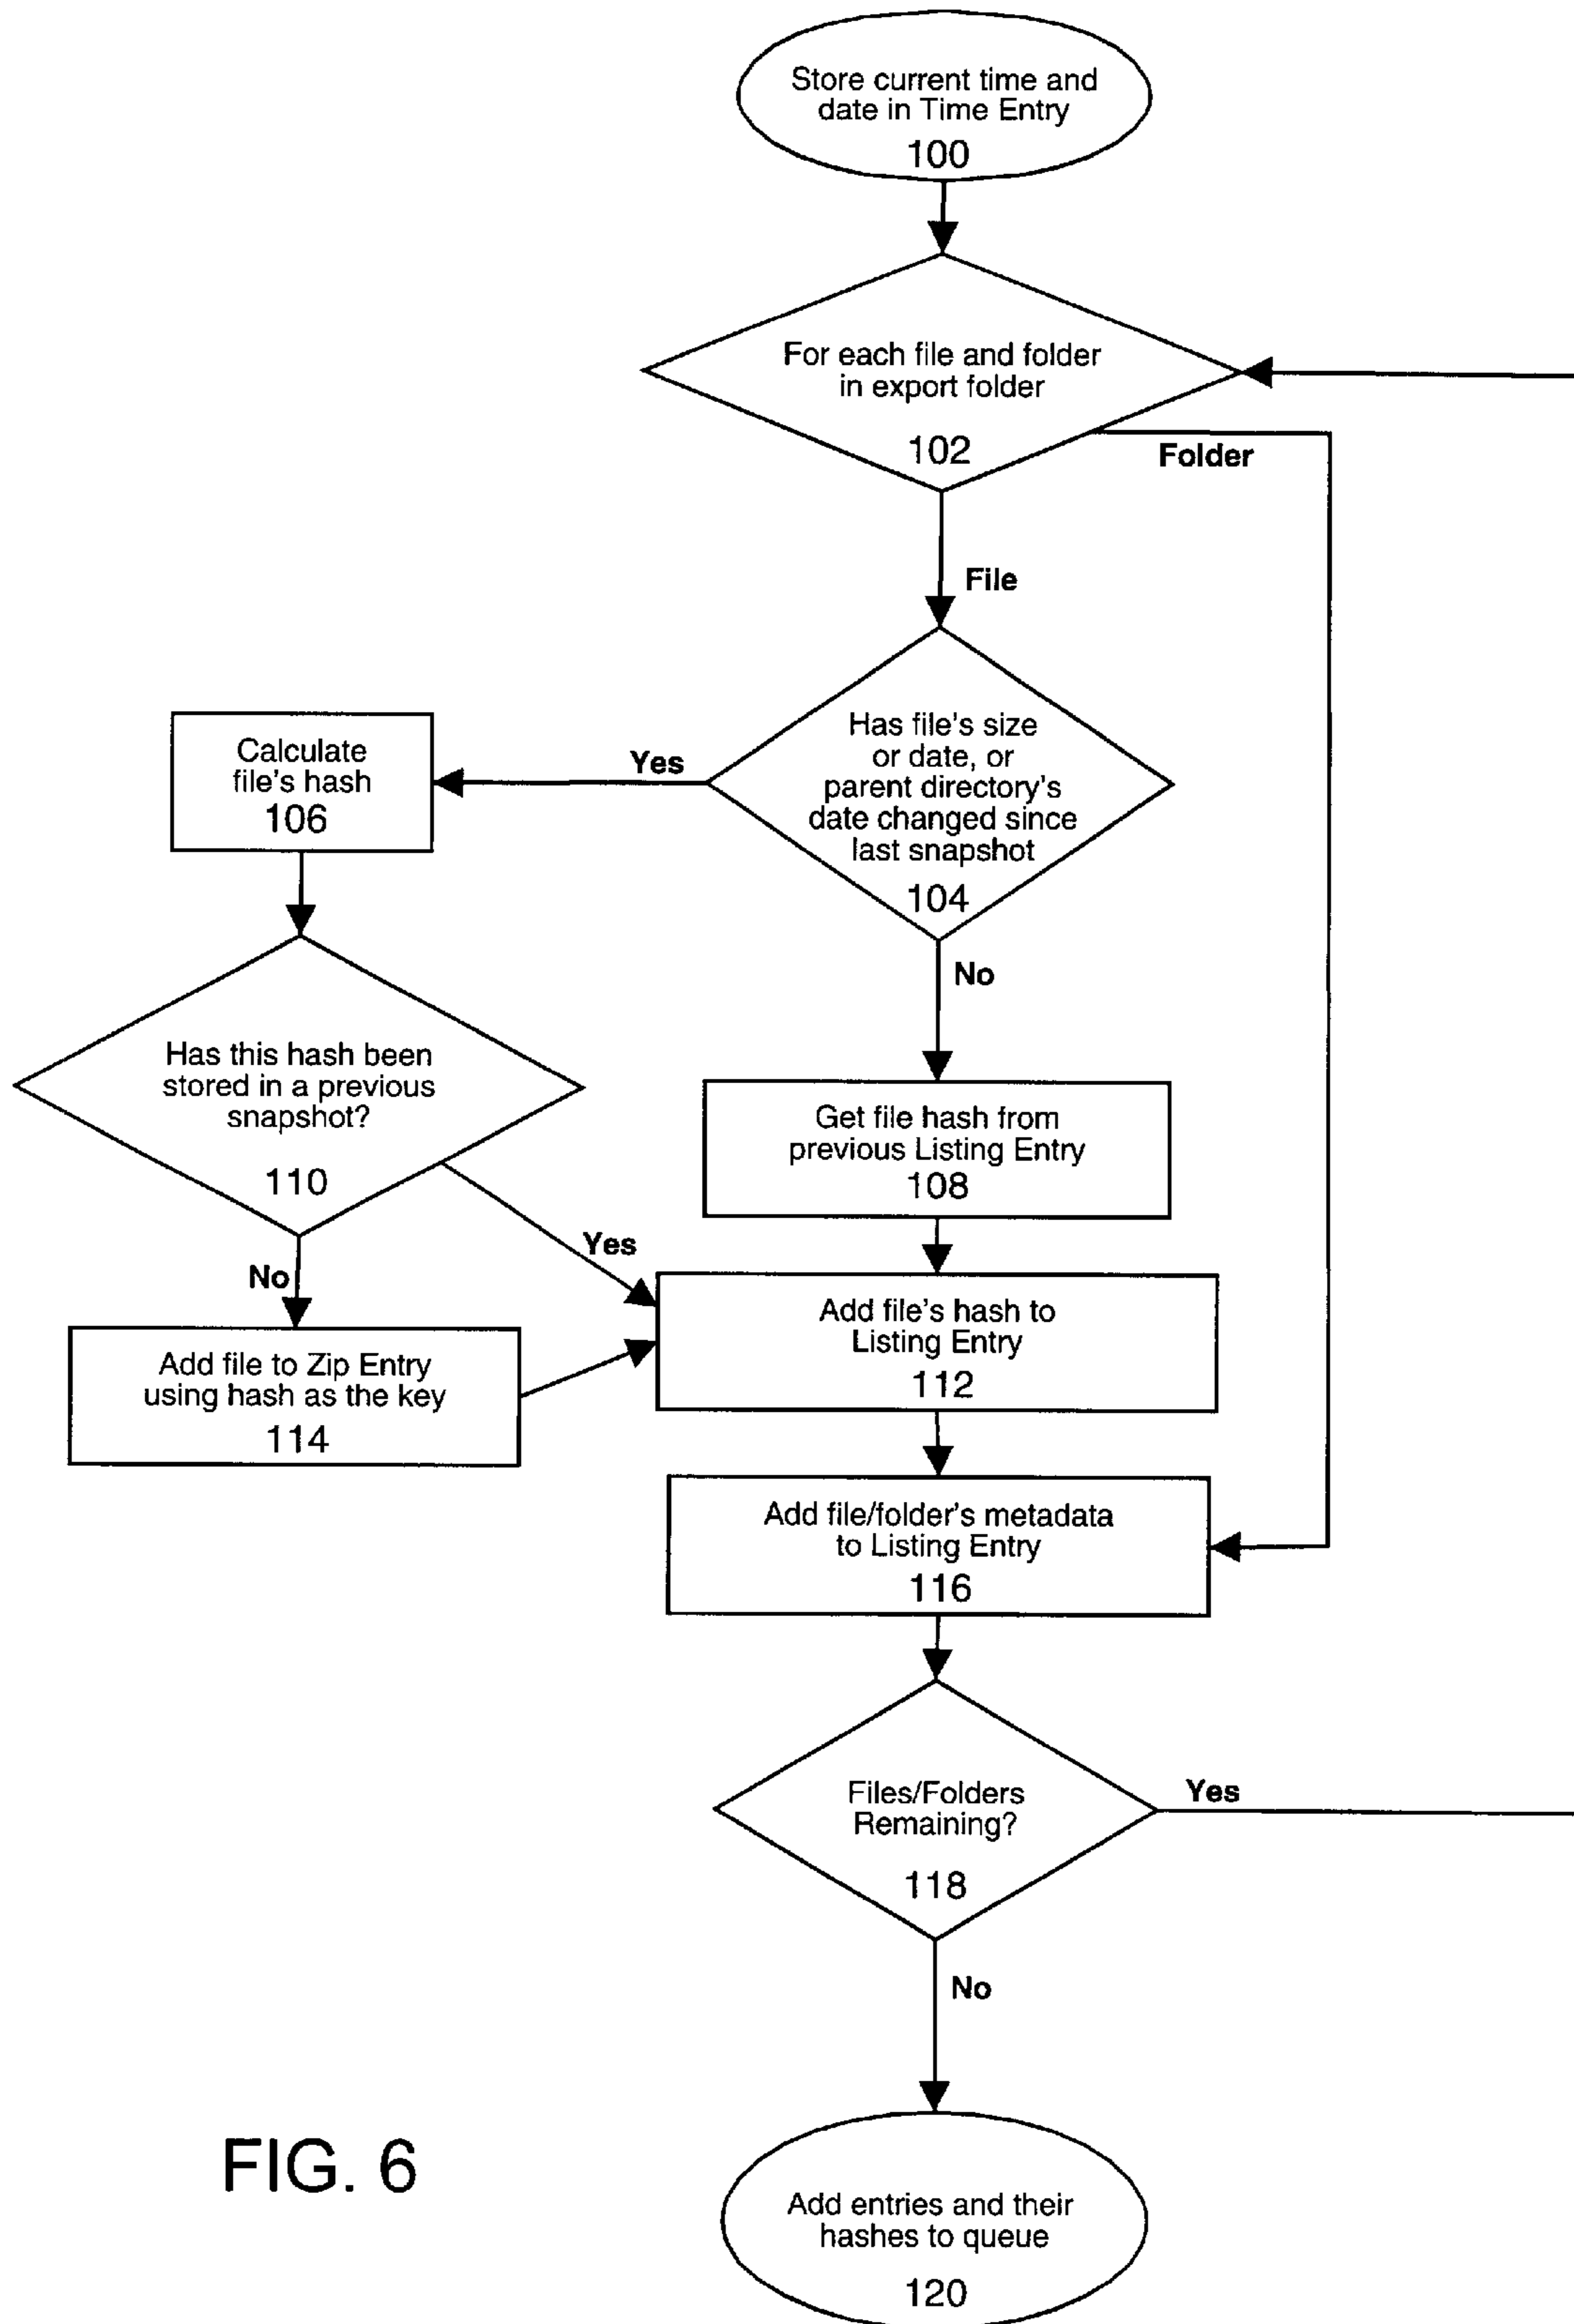 Store current time and
date in Time Entry
100
For each file and folder
in export folder
102
Folder
File
Has file's size
or date, or
parent directory's
date changed since
last snapshot
104
Yes
Calculate
file's hash
106
No
Has this hash been
stored in a previous
snapshot?
110
Get file hash from
previous Listing Entry
108
Yes
No
Add file's hash to
Listing Entry
112
Add file to Zip Entry
using hash as the key
114
Add file/folder's metadata
to Listing Entry
116
Files/Folders
Remaining?
118
Yes
No
FIG. 6
Add entries and their
hashes to queue
120